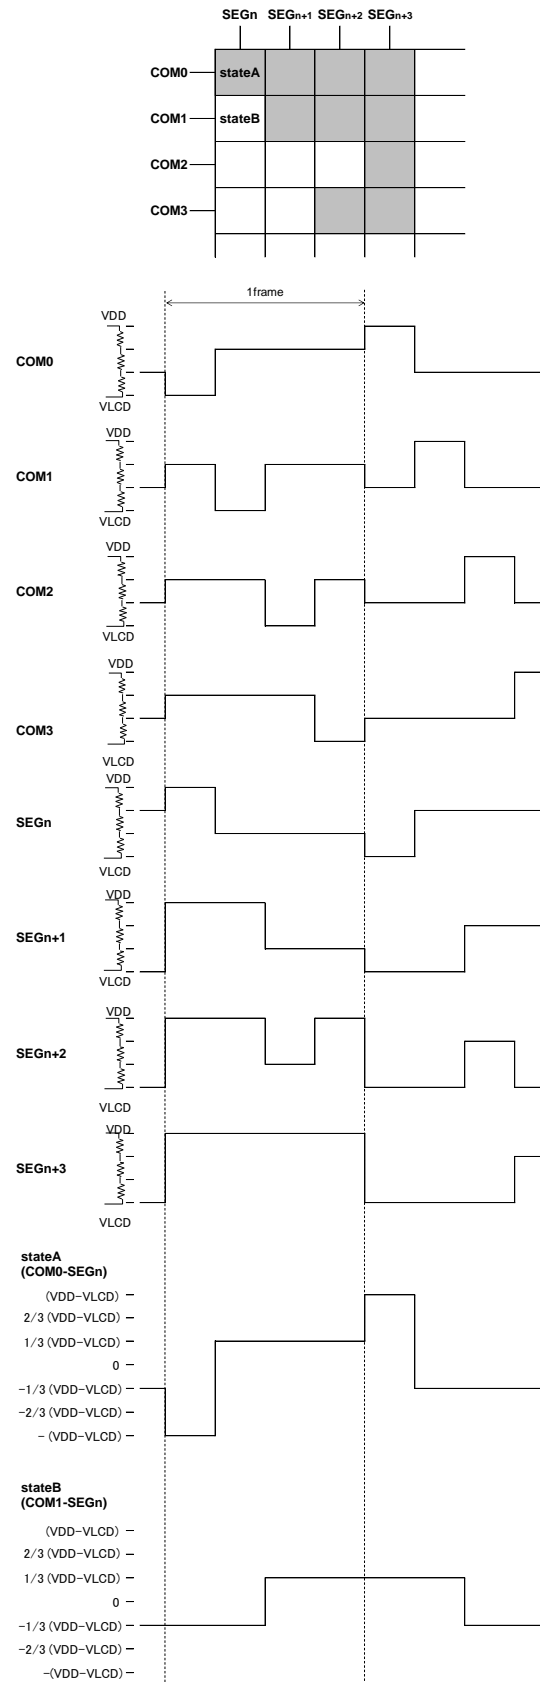 SEGn SEGn+1 SEGn+2 SEGn+3
COM0 stateA
COM1 stateB
COM2
COM3
1frame
VDD
COM0
VLCD
VDD
COM1
VLCD
VDD
COM2
VLCD
VDD
COM3
VLCD
VDD
SEGn
VLCD
VDD
SEGn+1
VLCD
VDD
SEGn+2
VLCD
VDD
SEGn+3
VLCD
stateA
(COM0-SEGn)
(VDD-VLCD)
2/3 (VDD-VLCD)
1/3 (VDD-VLCD)
0
-1/3 (VDD-VLCD)
-2/3 (VDD-VLCD)
- (VDD-VLCD)
stateB
(COM1-SEGn)
(VDD-VLCD)
2/3 (VDD-VLCD)
1/3 (VDD-VLCD)
0
-1/3 (VDD-VLCD)
-2/3 (VDD-VLCD)
-(VDD-VLCD)